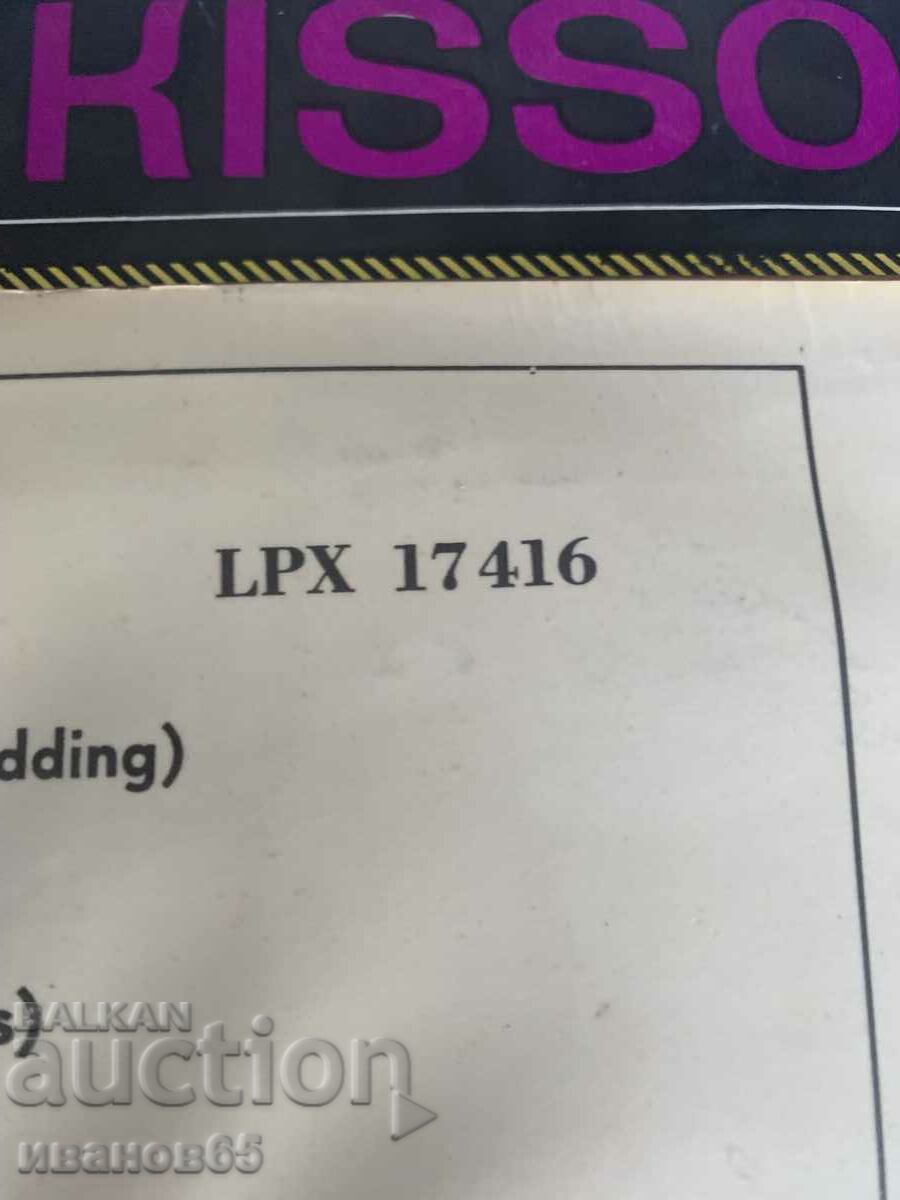 KISSO
LPX 17416
dding)
s)
BALKAN
auction
иванов65